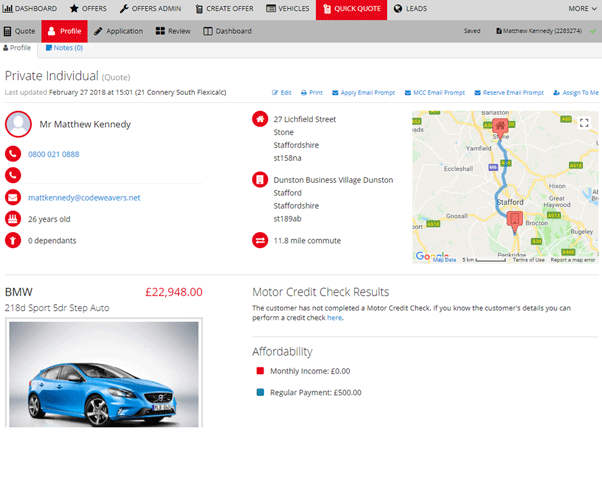 DASHBOARD OFFERS OFFERS ADMIN CREATE OFFER VEHICLES QUICK QUOTE LEADS MORE
Quote Profile Application Review Dashboard Saved Matthew Kennedy (2283274)
Profile Notes (0)
Private Individual (Quote)
Last updated February 27 2018 at 15:01 (21 Connery South Flexicalc) Edit Print Apply Email Prompt MCC Email Prompt Reserve Email Prompt Assign To Me
Mr Matthew Kennedy
0800 021 0888
mattkennedy@codeweavers.net
26 years old
0 dependants
27 Lichfield Street
Stone
Staffordshire
st158na
Dunston Business Village Dunston
Stafford
Staffordshire
st189ab
11.8 mile commute
Ballaston
Stone
Yarnfield
Eccleshall
M6
Hixon
Great Haywood
Stafford
Gnosall
Brocton
Rugeley
Penkridge
Google Map Data 5 km Terms of Use Report a map error
BMW £22,948.00
218d Sport 5dr Step Auto
Motor Credit Check Results
The customer has not completed a Motor Credit Check. If you know the customer's details you can
perform a credit check here.
Affordability
Monthly Income: £0.00
Regular Payment: £500.00